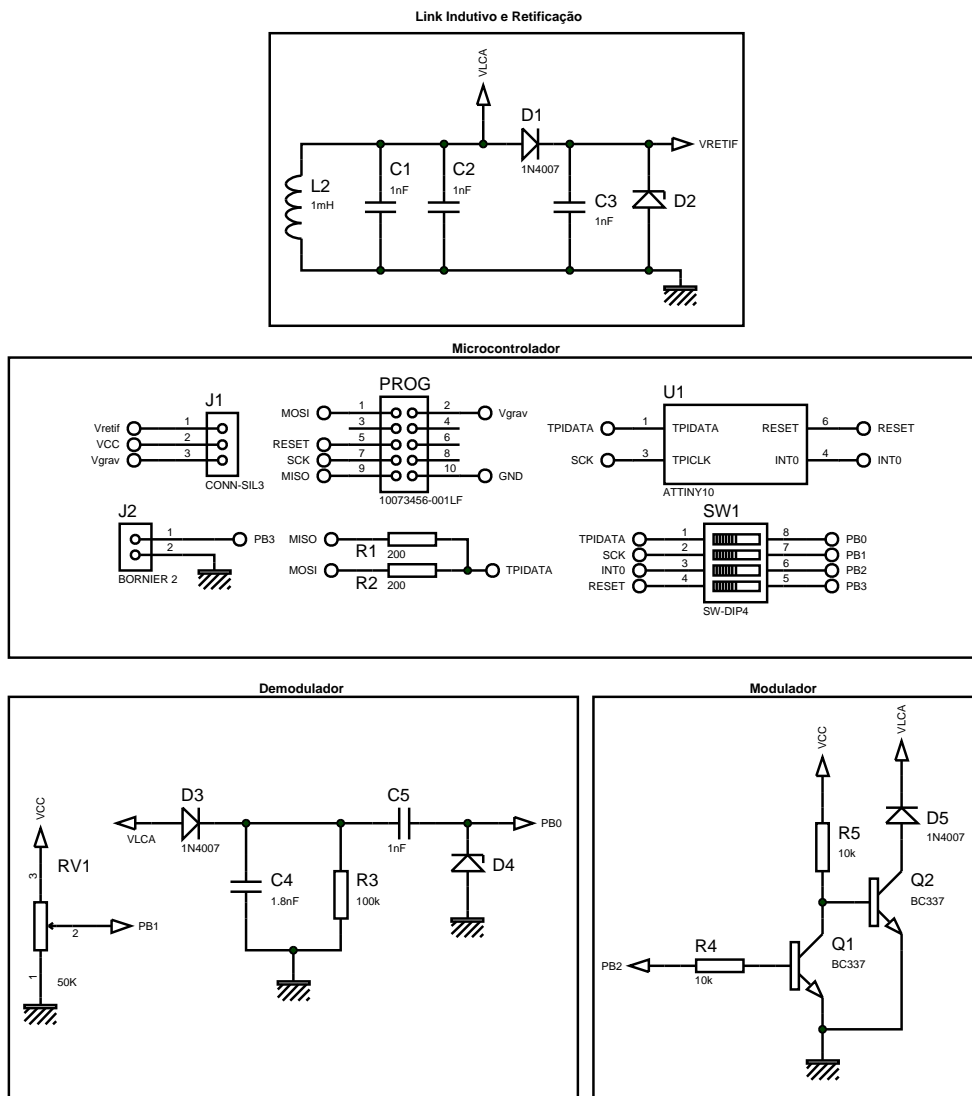 Link Indutivo e Retificação
VLCA
D1
1N4007
VRETIF
L2
1mH
C1
1nF
C2
1nF
C3
1nF
D2
Microcontrolador
J1
Vretif 1
VCC 2
Vgrav 3
CONN-SIL3
PROG
MOSI 1 2 Vgrav
3 4
RESET 5 6
SCK 7 8
MISO 9 10 GND
10073456-001LF
U1
TPIDATA 1 TPIDATA RESET 6 RESET
SCK 3 TPICLK INT0 4 INT0
ATTINY10
J2
1 PB3
2
BORNIER 2
MISO R1 200
MOSI R2 200 TPIDATA
SW1
TPIDATA 1 8 PB0
SCK 2 7 PB1
INT0 3 6 PB2
RESET 4 5 PB3
SW-DIP4
Demodulador
VCC
RV1
3
2
PB1
1
50K
VLCA
D3
1N4007
C5
1nF
PB0
C4
1.8nF
R3
100k
D4
Modulador
VCC
VLCA
R5
10k
D5
1N4007
Q2
BC337
Q1
BC337
PB2
R4
10k